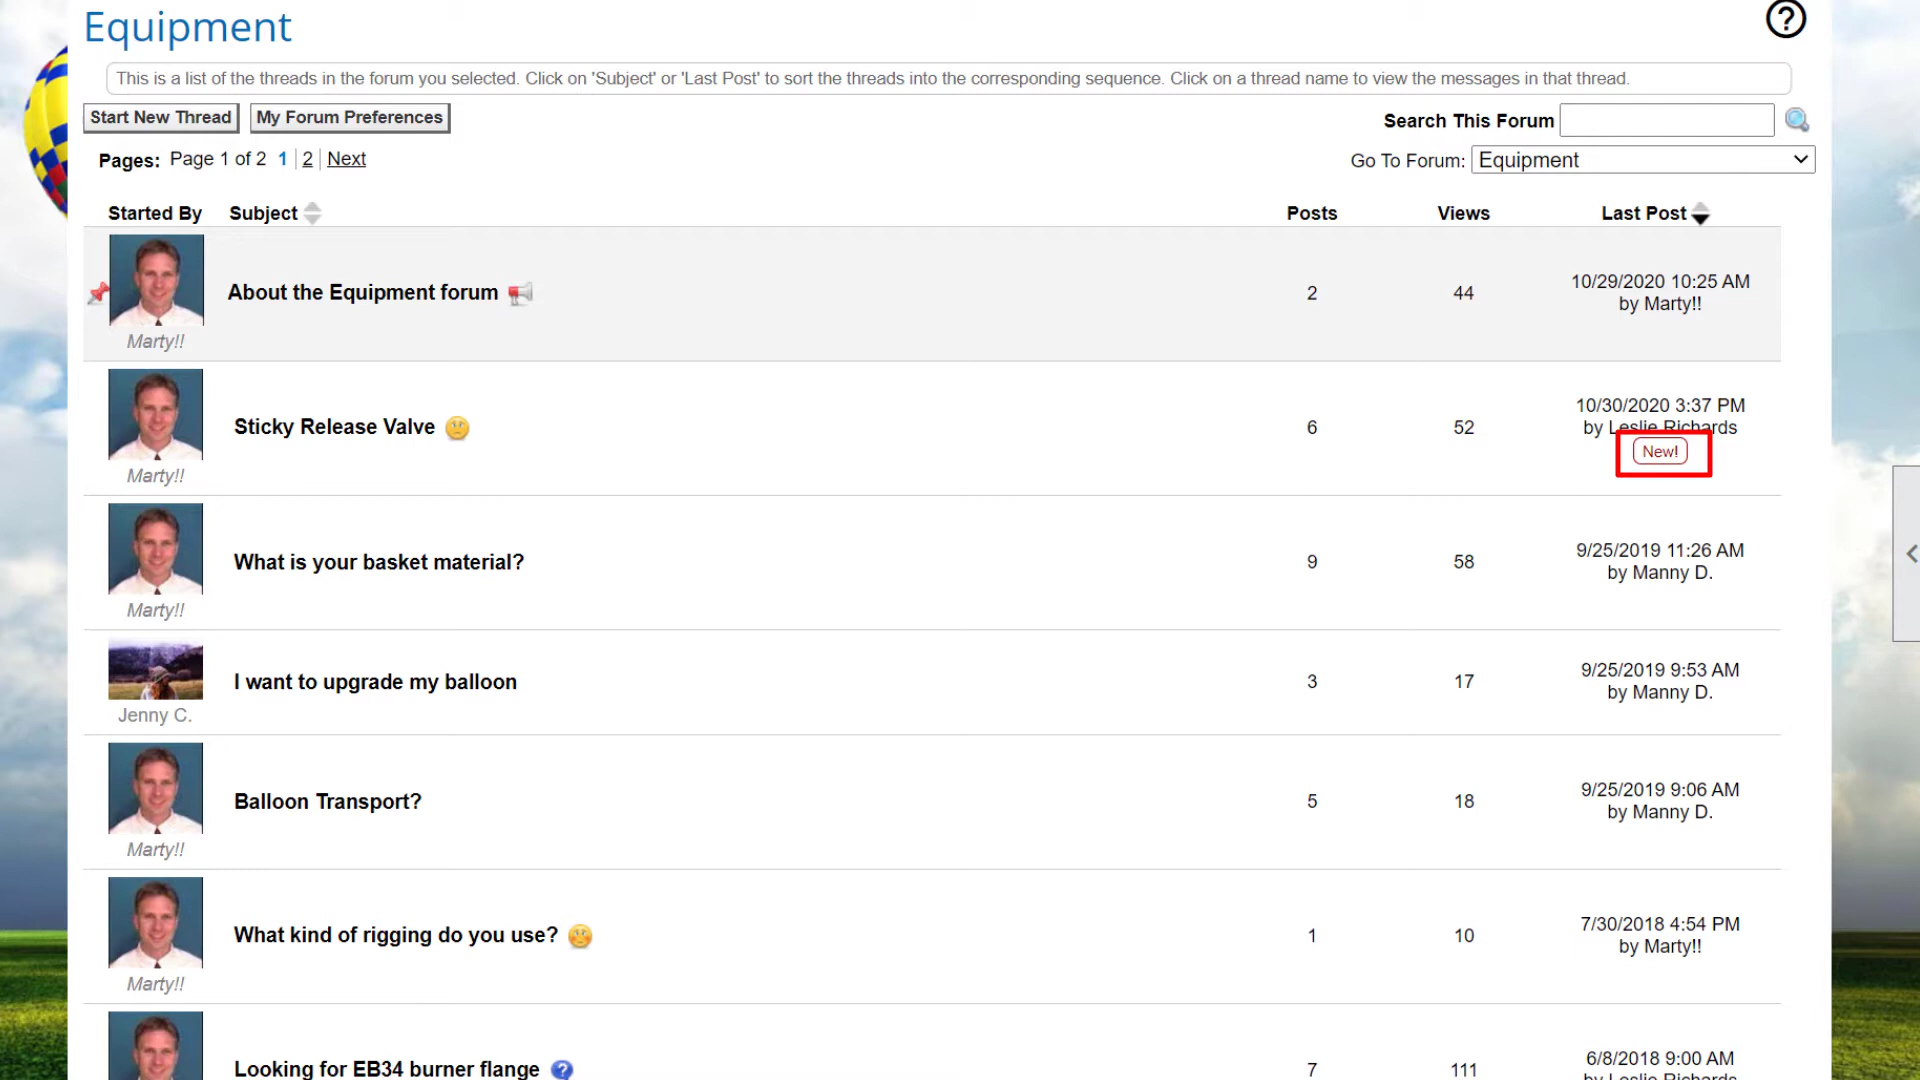 Equipment
This is a list of the threads in the forum you selected. Click on 'Subject' or 'Last Post' to sort the threads into the corresponding sequence. Click on a thread name to view the messages in that thread.
Start New Thread My Forum Preferences Search This Forum
Pages: Page 1 of 2 1 | 2 | Next Go To Forum: Equipment
Started By Subject Posts Views Last Post
About the Equipment forum 2 44 10/29/2020 10:25 AM
by Marty!!
Marty!!
Sticky Release Valve 6 52 10/30/2020 3:37 PM
by Leslie Richards
New!
Marty!!
What is your basket material? 9 58 9/25/2019 11:26 AM
by Manny D.
Marty!!
I want to upgrade my balloon 3 17 9/25/2019 9:53 AM
by Manny D.
Jenny C.
Balloon Transport? 5 18 9/25/2019 9:06 AM
by Manny D.
Marty!!
What kind of rigging do you use? 1 10 7/30/2018 4:54 PM
by Marty!!
Marty!!
Looking for EB34 burner flange 7 111 6/8/2018 9:00 AM
by Leslie Richards